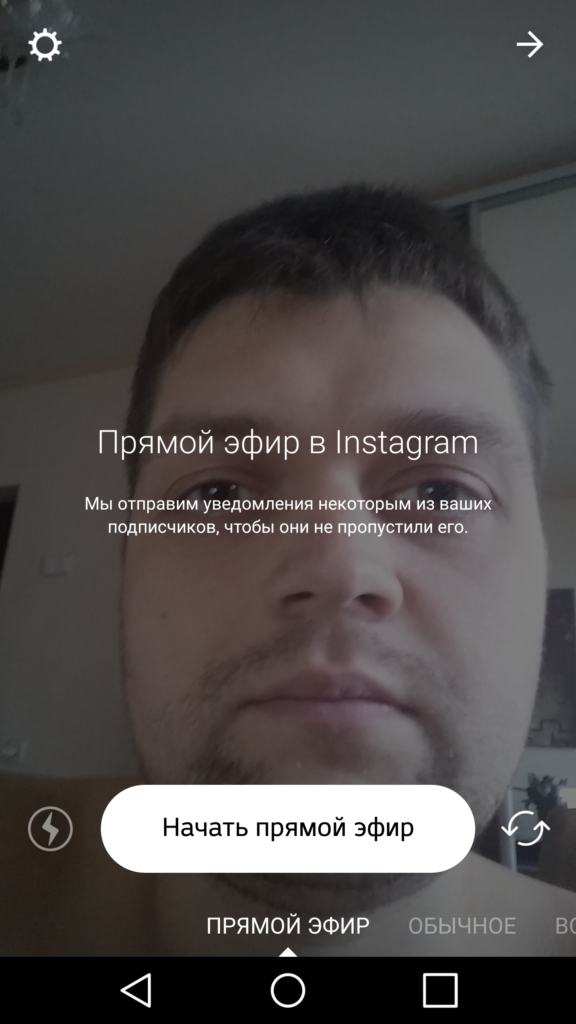 Прямой эфир в Instagram
Мы отправим уведомления некоторым из ваших
подписчиков, чтобы они не пропустили его.
Начать прямой эфир
ПРЯМОЙ ЭФИР ОБЫЧНОЕ